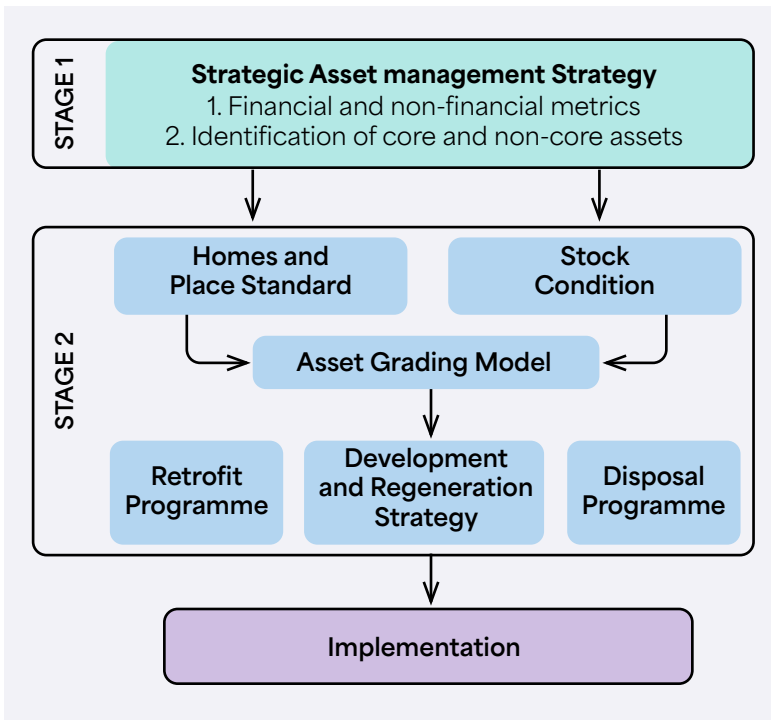 STAGE 1
Strategic Asset management Strategy
1. Financial and non-financial metrics
2. Identification of core and non-core assets
STAGE 2
Homes and
Place Standard
Stock
Condition
Asset Grading Model
Retrofit
Programme
Development
and Regeneration
Strategy
Disposal
Programme
Implementation